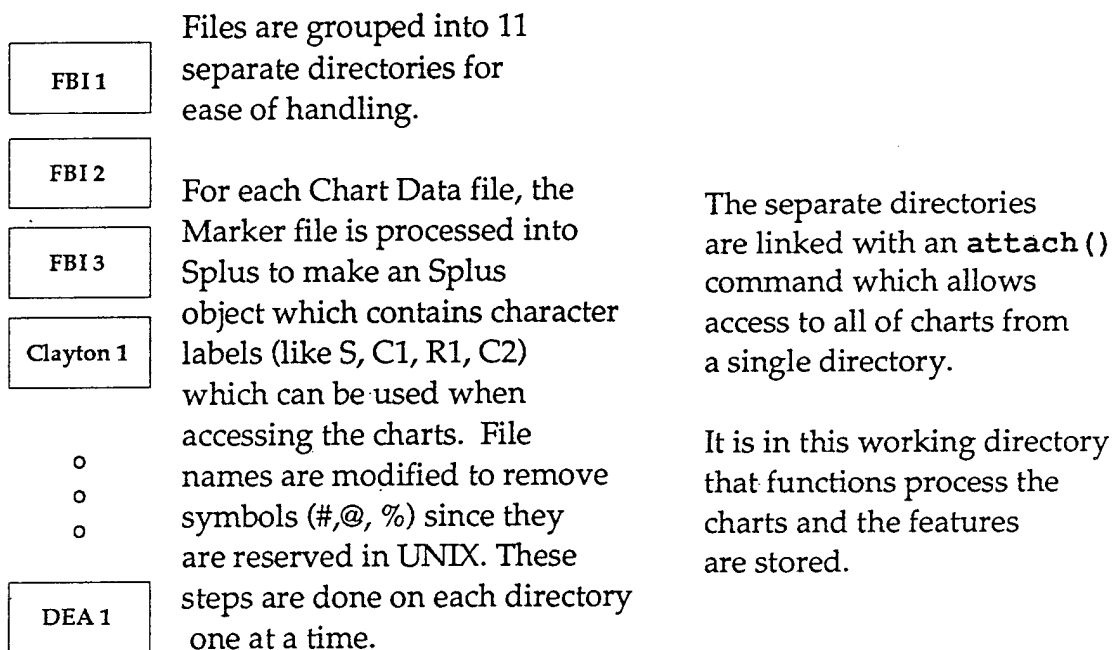 FBI 1
FBI 2
FBI 3
Clayton 1
o
o
o
DEA 1
Files are grouped into 11
separate directories for
ease of handling.
For each Chart Data file, the
Marker file is processed into
Splus to make an Splus
object which contains character
labels (like S, C1, R1, C2)
which can be used when
accessing the charts. File
names are modified to remove
symbols (#,@, %) since they
are reserved in UNIX. These
steps are done on each directory
one at a time.
The separate directories
are linked with an attach()
command which allows
access to all of charts from
a single directory.
It is in this working directory
that functions process the
charts and the features
are stored.